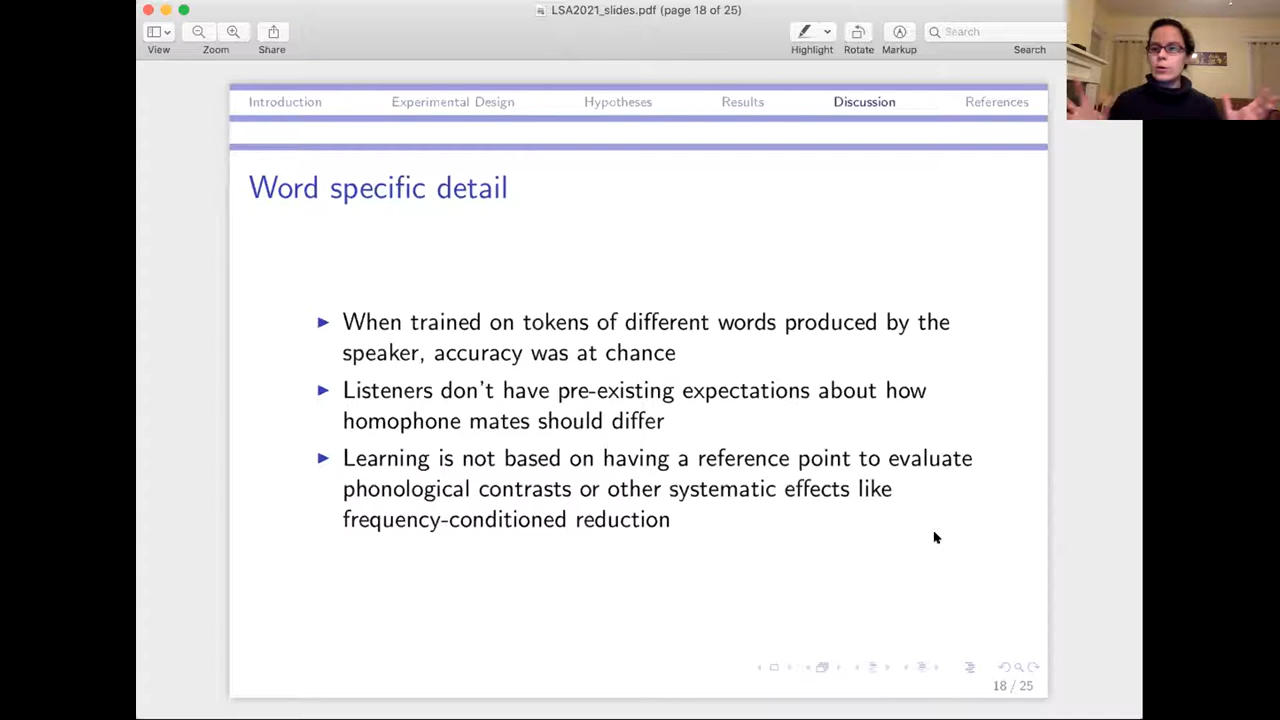 LSA2021_slides.pdf (page 18 of 25)
View Zoom Share Highlight Rotate Markup Search
Search
Introduction Experimental Design Hypotheses Results Discussion References
Word specific detail
When trained on tokens of different words produced by the
speaker, accuracy was at chance
Listeners don't have pre-existing expectations about how
homophone mates should differ
Learning is not based on having a reference point to evaluate
phonological contrasts or other systematic effects like
frequency-conditioned reduction
18 / 25